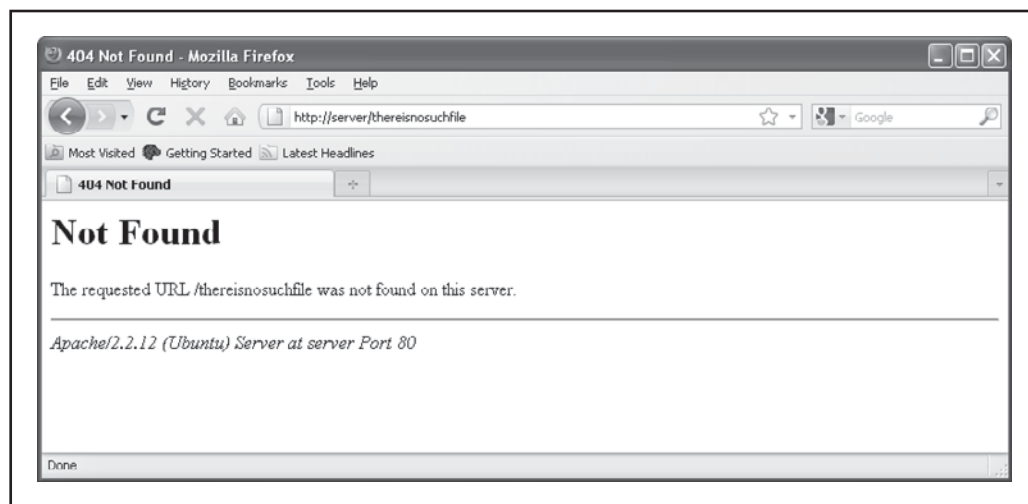 404 Not Found - Mozilla Firefox
File Edit View History Bookmarks Tools Help
http://server/thereisnosuchfile Google
Most Visited Getting Started Latest Headlines
404 Not Found
Not Found
The requested URL /thereisnosuchfile was not found on this server.
Apache/2.2.12 (Ubuntu) Server at server Port 80
Done